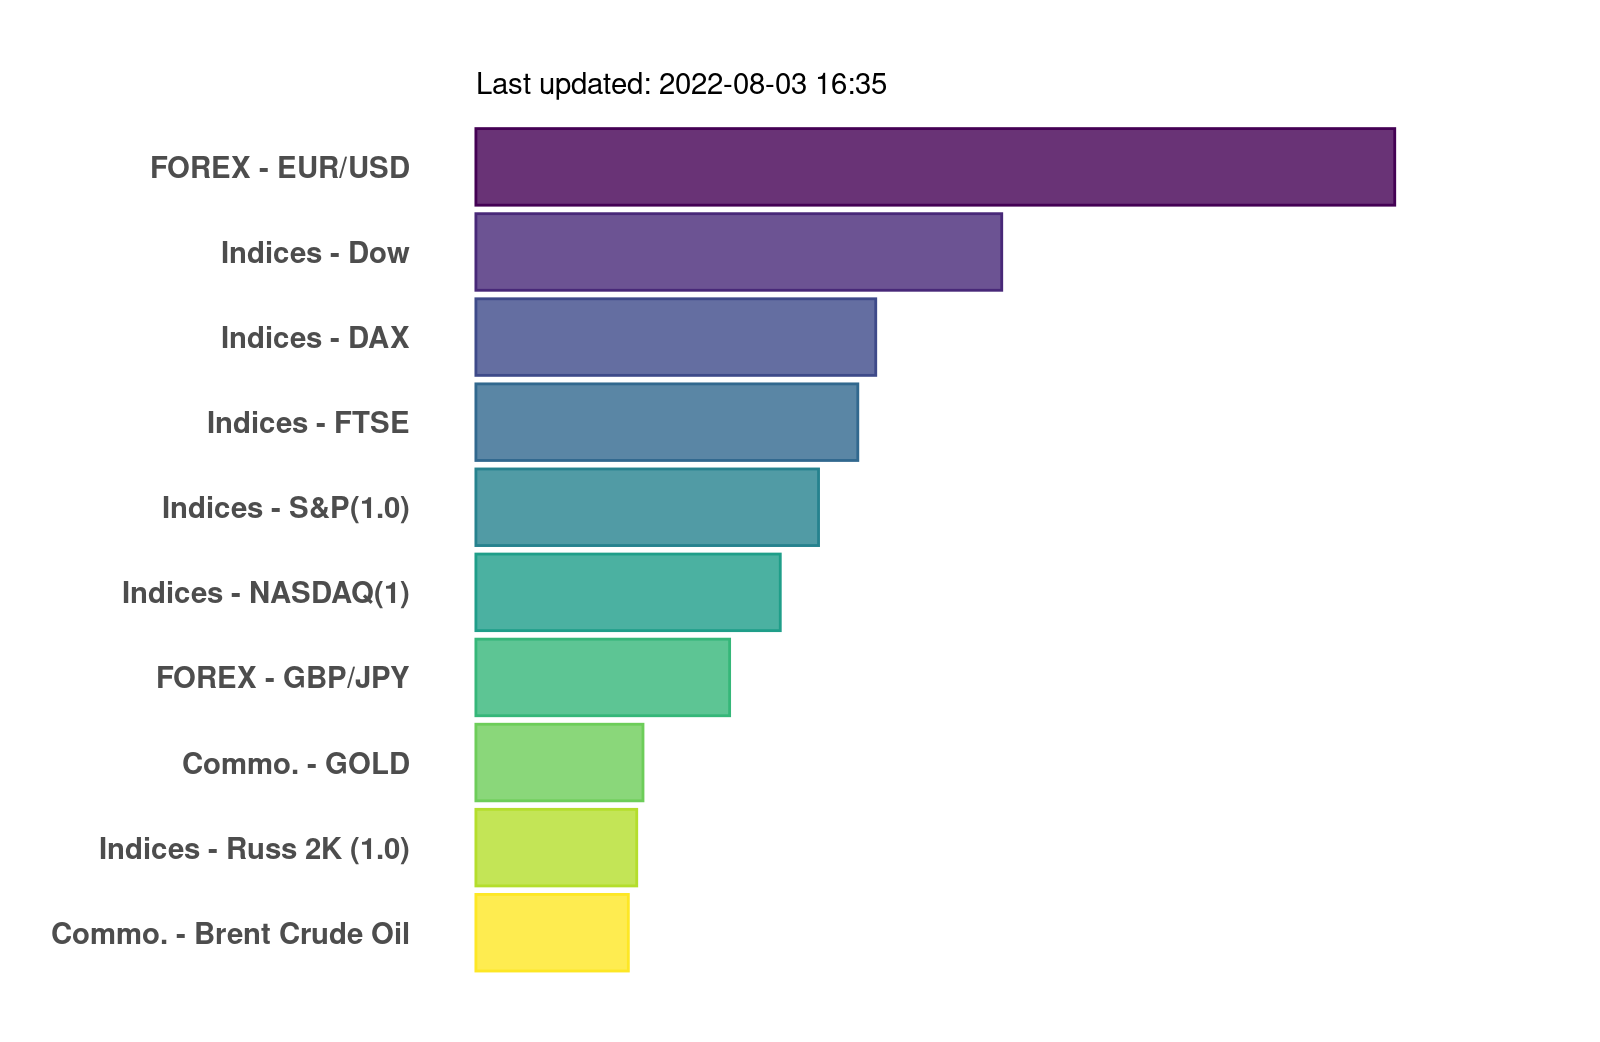 Last updated: 2022-08-03 16:35
FOREX - EUR/USD
Indices - Dow
Indices - DAX
Indices - FTSE
Indices - S&P(1.0)
Indices - NASDAQ(1)
FOREX - GBP/JPY
Commo. - GOLD
Indices - Russ 2K (1.0)
Commo. - Brent Crude Oil